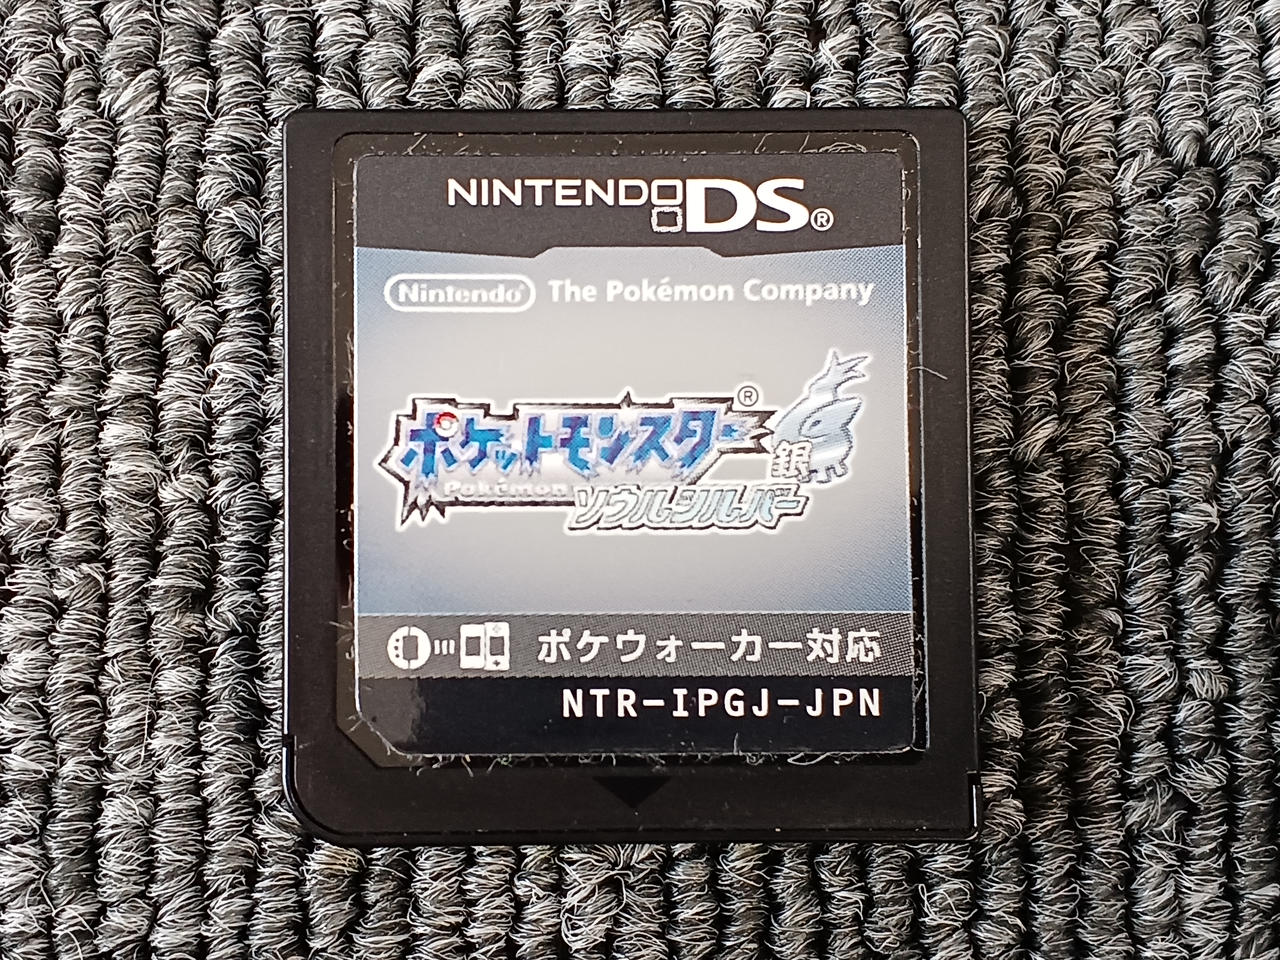 NINTENDO DS®
Nintendo® The Pokémon Company
ポケットモンスター®
Pokémon
銀
ソウルシルバー
ポケウォーカー対応
NTR-IPGJ-JPN